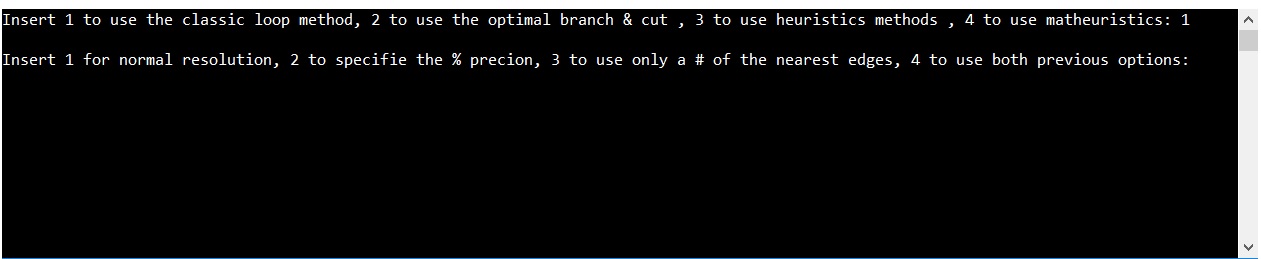 Insert 1 to use the classic loop method, 2 to use the optimal branch & cut , 3 to use heuristics methods , 4 to use matheuristics: 1
Insert 1 for normal resolution, 2 to specifie the % precion, 3 to use only a # of the nearest edges, 4 to use both previous options: